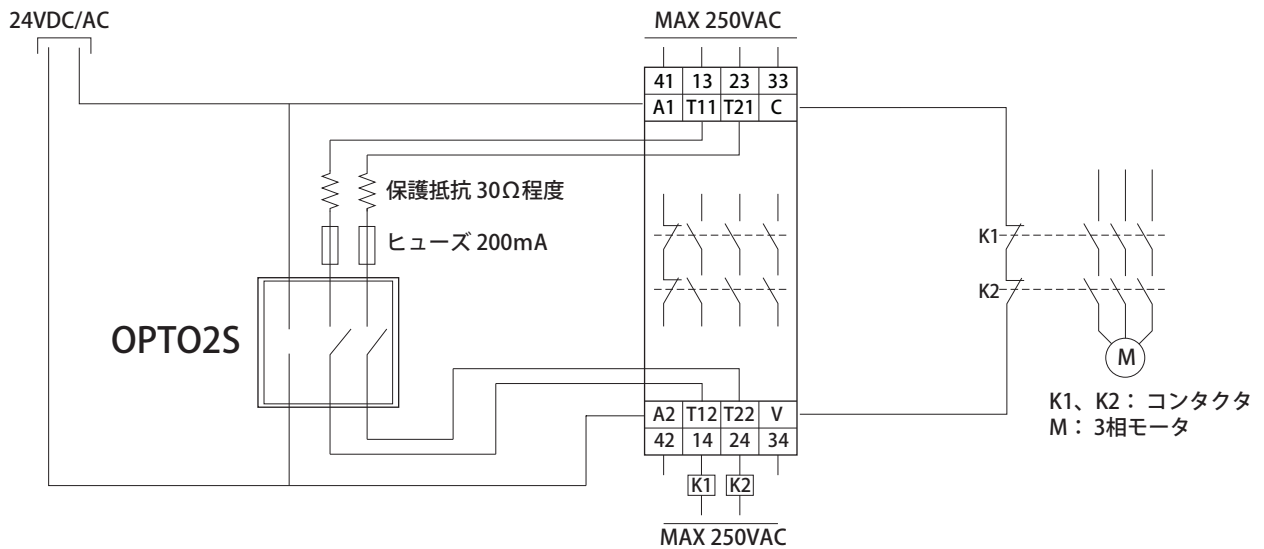 24VDC/AC
MAX 250VAC
41 13 23 33
A1 T11 T21 C
保護抵抗 30Ω程度
ヒューズ 200mA
K1
K2
OPTO2S
M
A2 T12 T22 V
42 14 24 34
K1 K2
MAX 250VAC
K1、K2： コンタクタ
M： 3相モータ